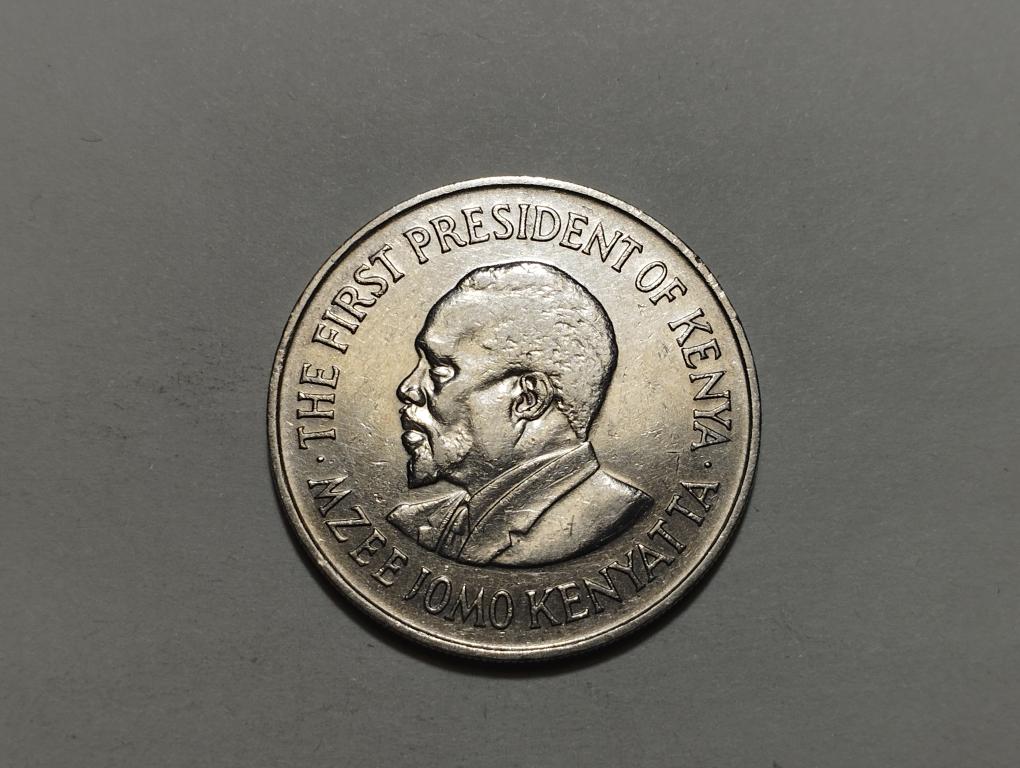 · THE FIRST PRESIDENT OF KENYA ·
MZEE JOMO KENYATTA